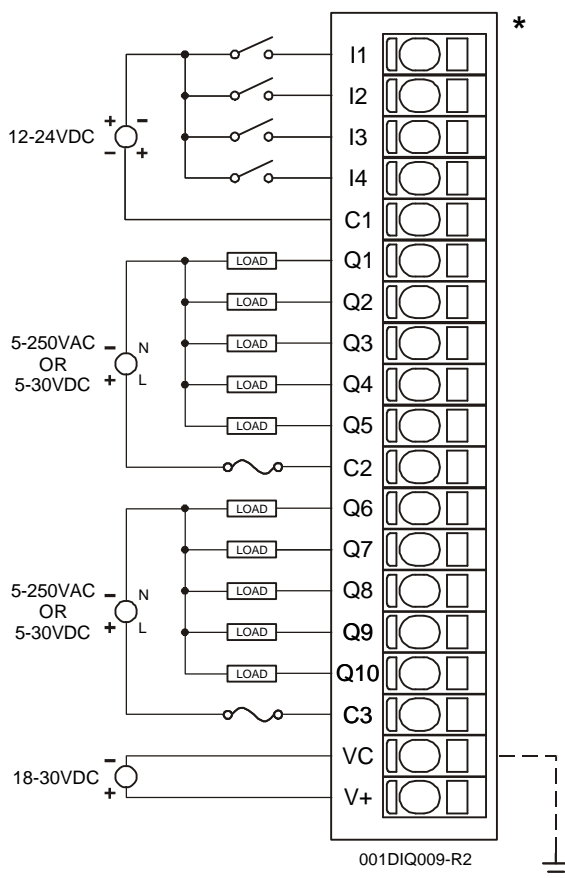 *
I1
I2
I3
I4
C1
12-24VDC
+ -
- +
Q1
Q2
Q3
Q4
Q5
C2
LOAD
LOAD
LOAD
LOAD
LOAD
5-250VAC
OR
5-30VDC
- N
+ L
Q6
Q7
Q8
Q9
Q10
C3
LOAD
LOAD
LOAD
LOAD
LOAD
5-250VAC
OR
5-30VDC
- N
+ L
VC
V+
18-30VDC
-
+
001DIQ009-R2